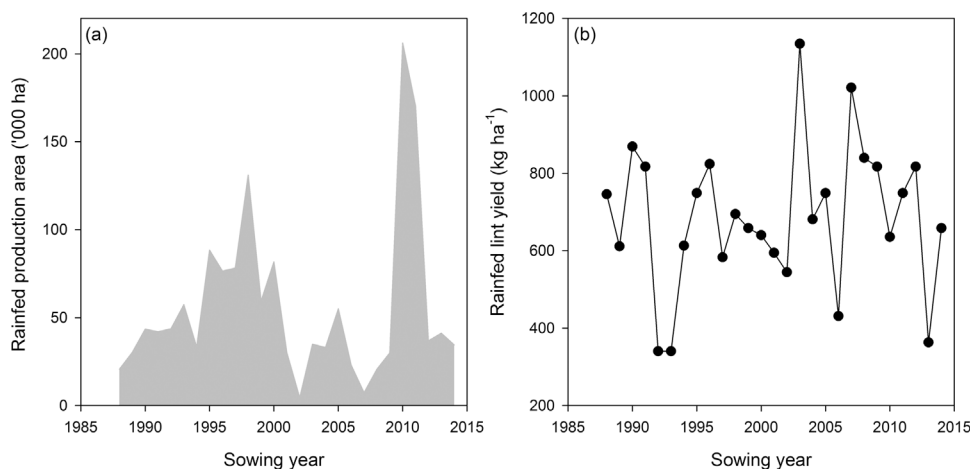 (a)
Rainfed production area ('000 ha)
200
150
100
50
0
1985 1990 1995 2000 2005 2010 2015
Sowing year
(b)
Rainfed lint yield (kg ha⁻¹)
1200
1000
800
600
400
200
1985 1990 1995 2000 2005 2010 2015
Sowing year